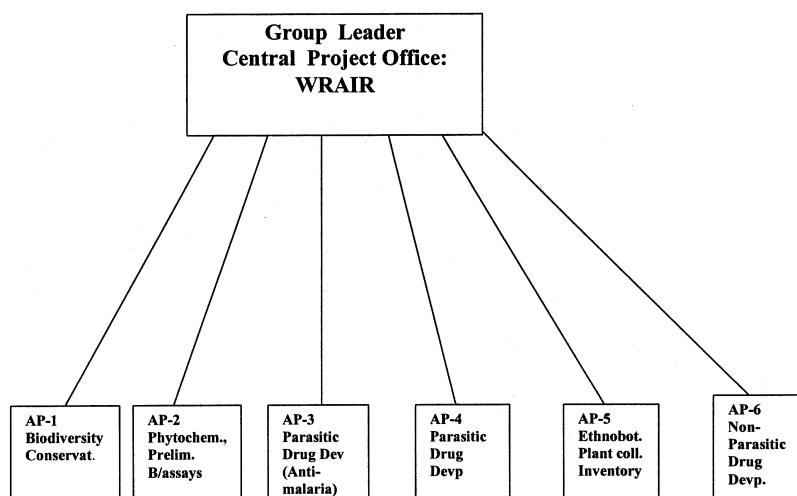 Group Leader
Central Project Office:
WRAIR
AP-1
Biodiversity
Conservat.
AP-2
Phytochem.,
Prelim.
B/assays
AP-3
Parasitic
Drug Dev
(Anti-
malaria)
AP-4
Parasitic
Drug
Devp
AP-5
Ethnobot.
Plant coll.
Inventory
AP-6
Non-
Parasitic
Drug
Devp.